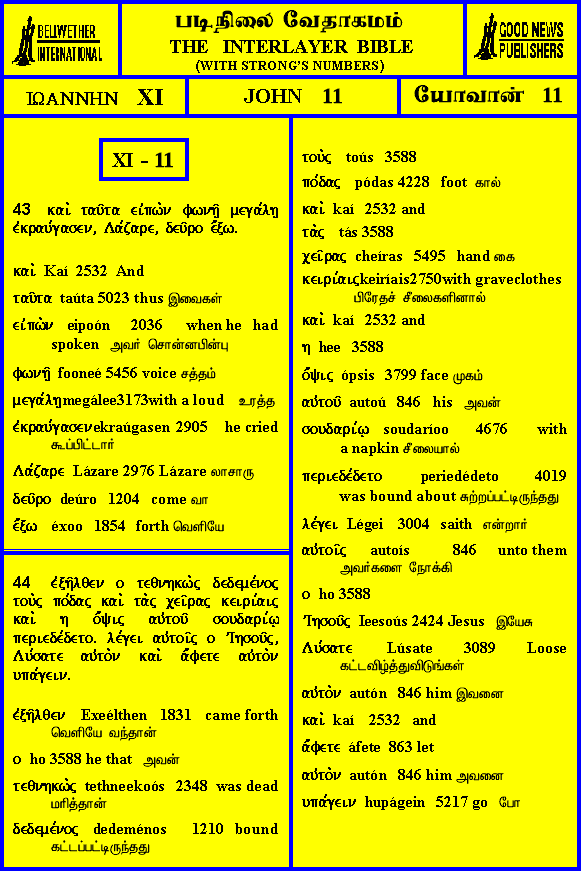 BELLWETHER
INTERNATIONAL
படிநிலை வேதாகமம்
THE INTERLAYER BIBLE
(WITH STRONG'S NUMBERS)
GOOD NEWS
PUBLISHERS
ΙΩΑΝΝΗΝ XI
JOHN 11
யோவான் 11
XI - 11
43 καὶ ταῦτα εἰπὼν φωνῇ μεγάλῃ
ἐκραύγασεν, Λάζαρε, δεῦρο ἔξω.
καὶ Kaí 2532 And
ταῦτα taúta 5023 thus இவைகள்
εἰπὼν eipoón 2036 when he had
spoken அவர் சொன்னபின்பு
φωνῇ fooneé 5456 voice சத்தம்
μεγάλῃ megálee3173with a loud உரத்த
ἐκραύγασεν ekraúgasen 2905 he cried
கூப்பிட்டார்
Λάζαρε Lázare 2976 Lázare லாசாரு
δεῦρο deúro 1204 come வா
ἔξω éxoo 1854 forth வெளியே
44 ἐξῆλθεν ο τεθνηκὼς δεδεμένος
τοὺς πόδας καὶ τὰς χεῖρας κειρίαις
καὶ η ὄψις αὐτοῦ σουδαρίῳ
περιεδέδετο. λέγει αὐτοῖς ο Ἰησοῦς,
Λύσατε αὐτὸν καὶ ἄφετε αὐτὸν
υπάγειν.
ἐξῆλθεν Exeélthen 1831 came forth
வெளியே வந்தான்
ο ho 3588 he that அவன்
τεθνηκὼς tethneekoós 2348 was dead
மரித்தான்
δεδεμένος dedeménos 1210 bound
கட்டப்பட்டிருந்தது
τοὺς toús 3588
πόδας pódas 4228 foot கால்
καὶ kaí 2532 and
τὰς tás 3588
χεῖρας cheíras 5495 hand கை
κειρίαις keiríais2750with graveclothes
பிரேதச் சீலைகளினால்
καὶ kaí 2532 and
η hee 3588
ὄψις ópsis 3799 face முகம்
αὐτοῦ autoú 846 his அவன்
σουδαρίῳ soudaríoo 4676 with
a napkin சீலையால்
περιεδέδετο periedédeto 4019
was bound about சுற்றப்பட்டிருந்தது
λέγει Légei 3004 saith என்றார்
αὐτοῖς autoís 846 unto them
அவர்களை நோக்கி
ο ho 3588
Ἰησοῦς Ieesoús 2424 Jesus இயேசு
Λύσατε Lúsate 3089 Loose
கட்டவிழ்த்துவிடுங்கள்
αὐτὸν autón 846 him இவனை
καὶ kaí 2532 and
ἄφετε áfete 863 let
αὐτὸν autón 846 him அவனை
υπάγειν hupágein 5217 go போ